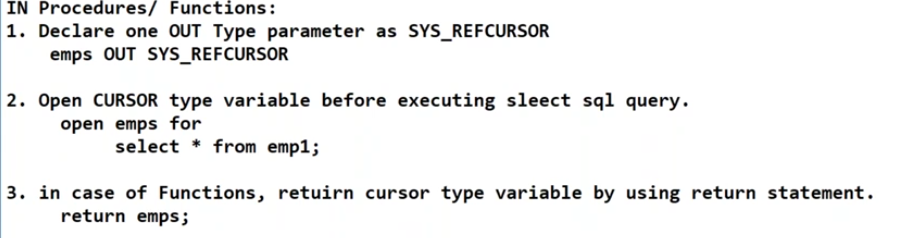 IN Procedures/ Functions:
1. Declare one OUT Type parameter as SYS_REFCURSOR
emps OUT SYS_REFCURSOR
2. Open CURSOR type variable before executing sleect sql query.
open emps for
select * from emp1;
3. in case of Functions, retuirn cursor type variable by using return statement.
return emps;